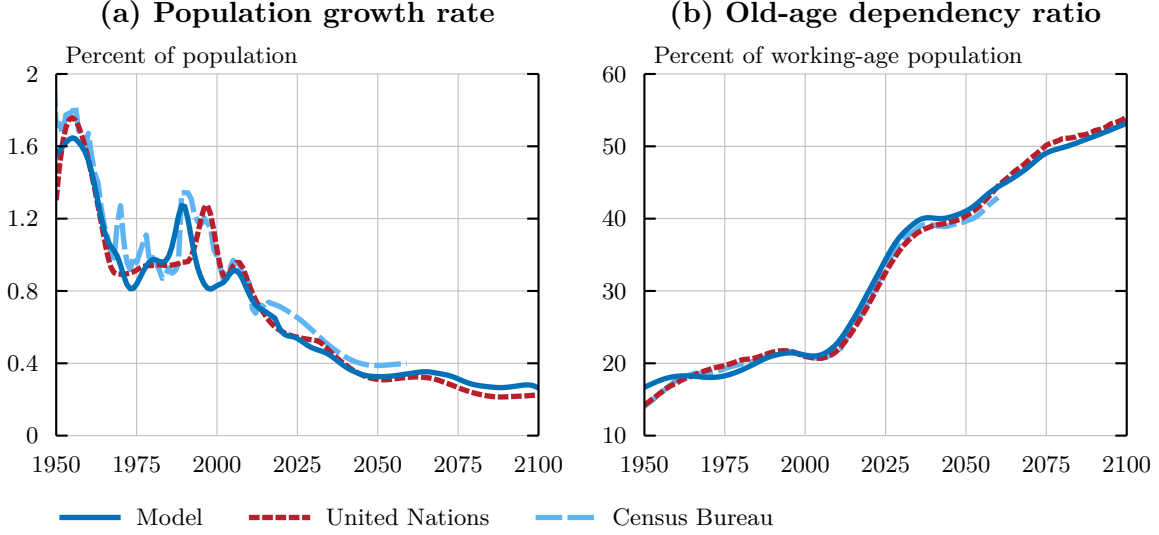 (a) Population growth rate
Percent of population
2
1.6
1.2
0.8
0.4
0
1950 1975 2000 2025 2050 2075 2100
(b) Old-age dependency ratio
Percent of working-age population
60
50
40
30
20
10
1950 1975 2000 2025 2050 2075 2100
Model United Nations Census Bureau